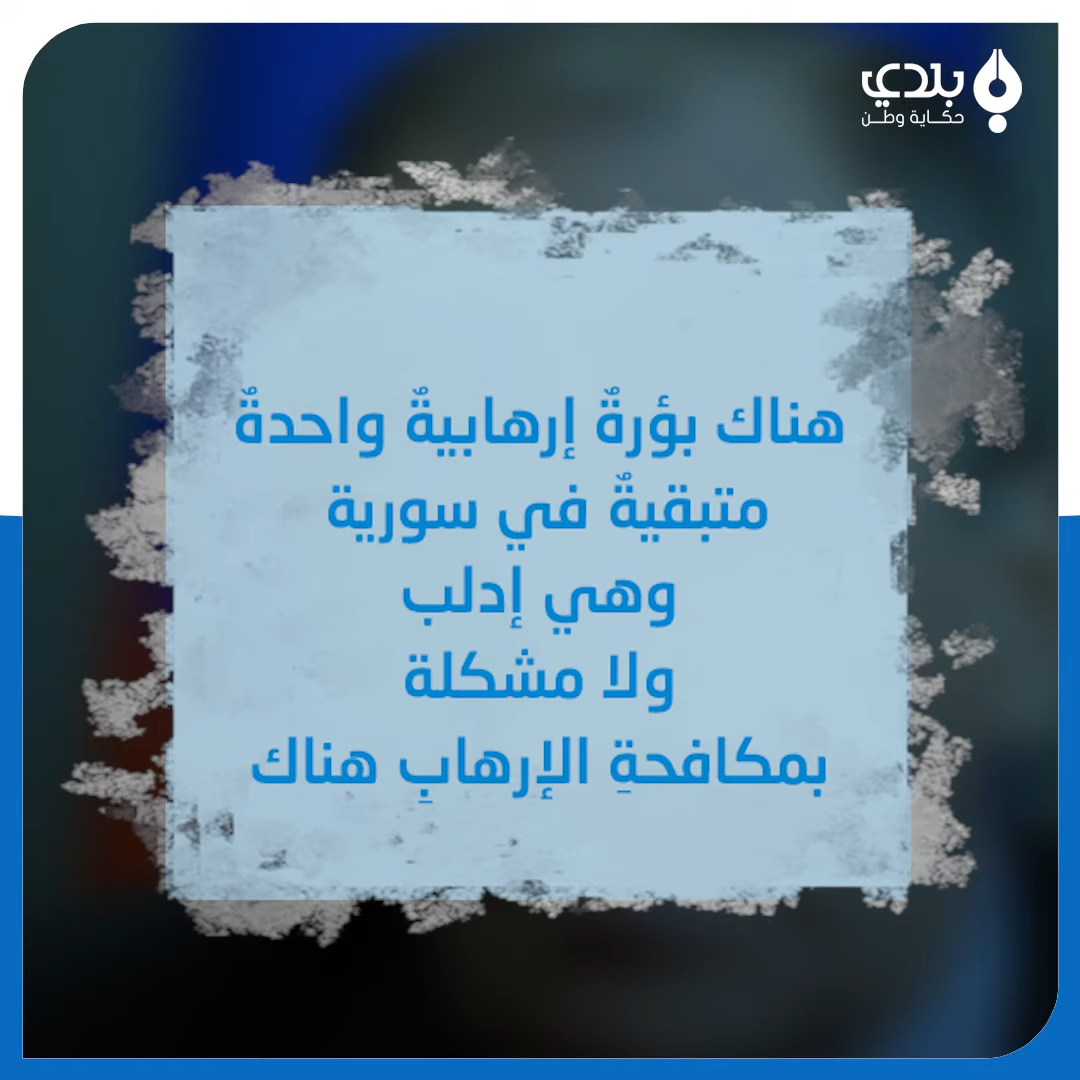 بلدي
حكاية وطن
هناك بؤرةٌ إرهابيةٌ واحدةٌ
متبقيةٌ في سورية
وهي إدلب
ولا مشكلة
بمكافحةِ الإرهابِ هناك